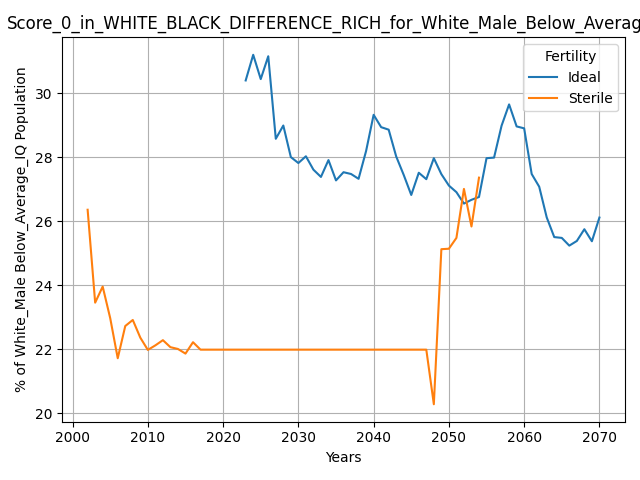 Score_0_in_WHITE_BLACK_DIFFERENCE_RICH_for_White_Male_Below_Averag
Fertility
Ideal
Sterile
% of White_Male Below_Average_IQ Population
30
28
26
24
22
20
2000 2010 2020 2030 2040 2050 2060 2070
Years